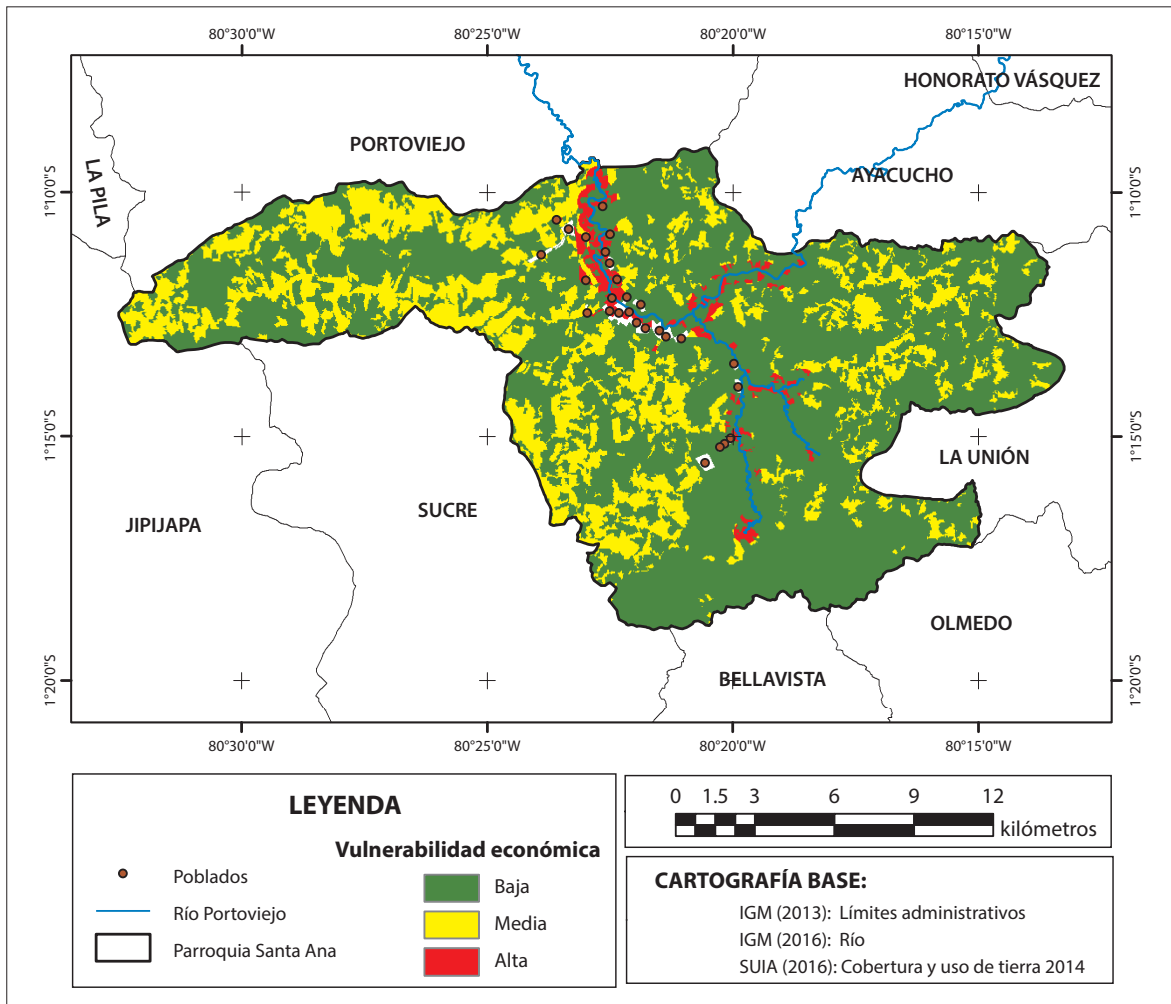 80°30'0"W
80°25'0"W
80°20'0"W
80°15'0"W
HONORATO VÁSQUEZ
PORTOVIEJO
LA PILA
AYACUCHO
1°10'0"S
1°10'0"S
1°15'0"S
1°15'0"S
LA UNIÓN
SUCRE
JIPIJAPA
OLMEDO
BELLAVISTA
1°20'0"S
1°20'0"S
80°30'0"W
80°25'0"W
80°20'0"W
80°15'0"W
LEYENDA
Vulnerabilidad económica
Poblados
Río Portoviejo
Parroquia Santa Ana
Baja
Media
Alta
0 1.5 3 6 9 12
kilómetros
CARTOGRAFÍA BASE:
IGM (2013): Límites administrativos
IGM (2016): Río
SUIA (2016): Cobertura y uso de tierra 2014